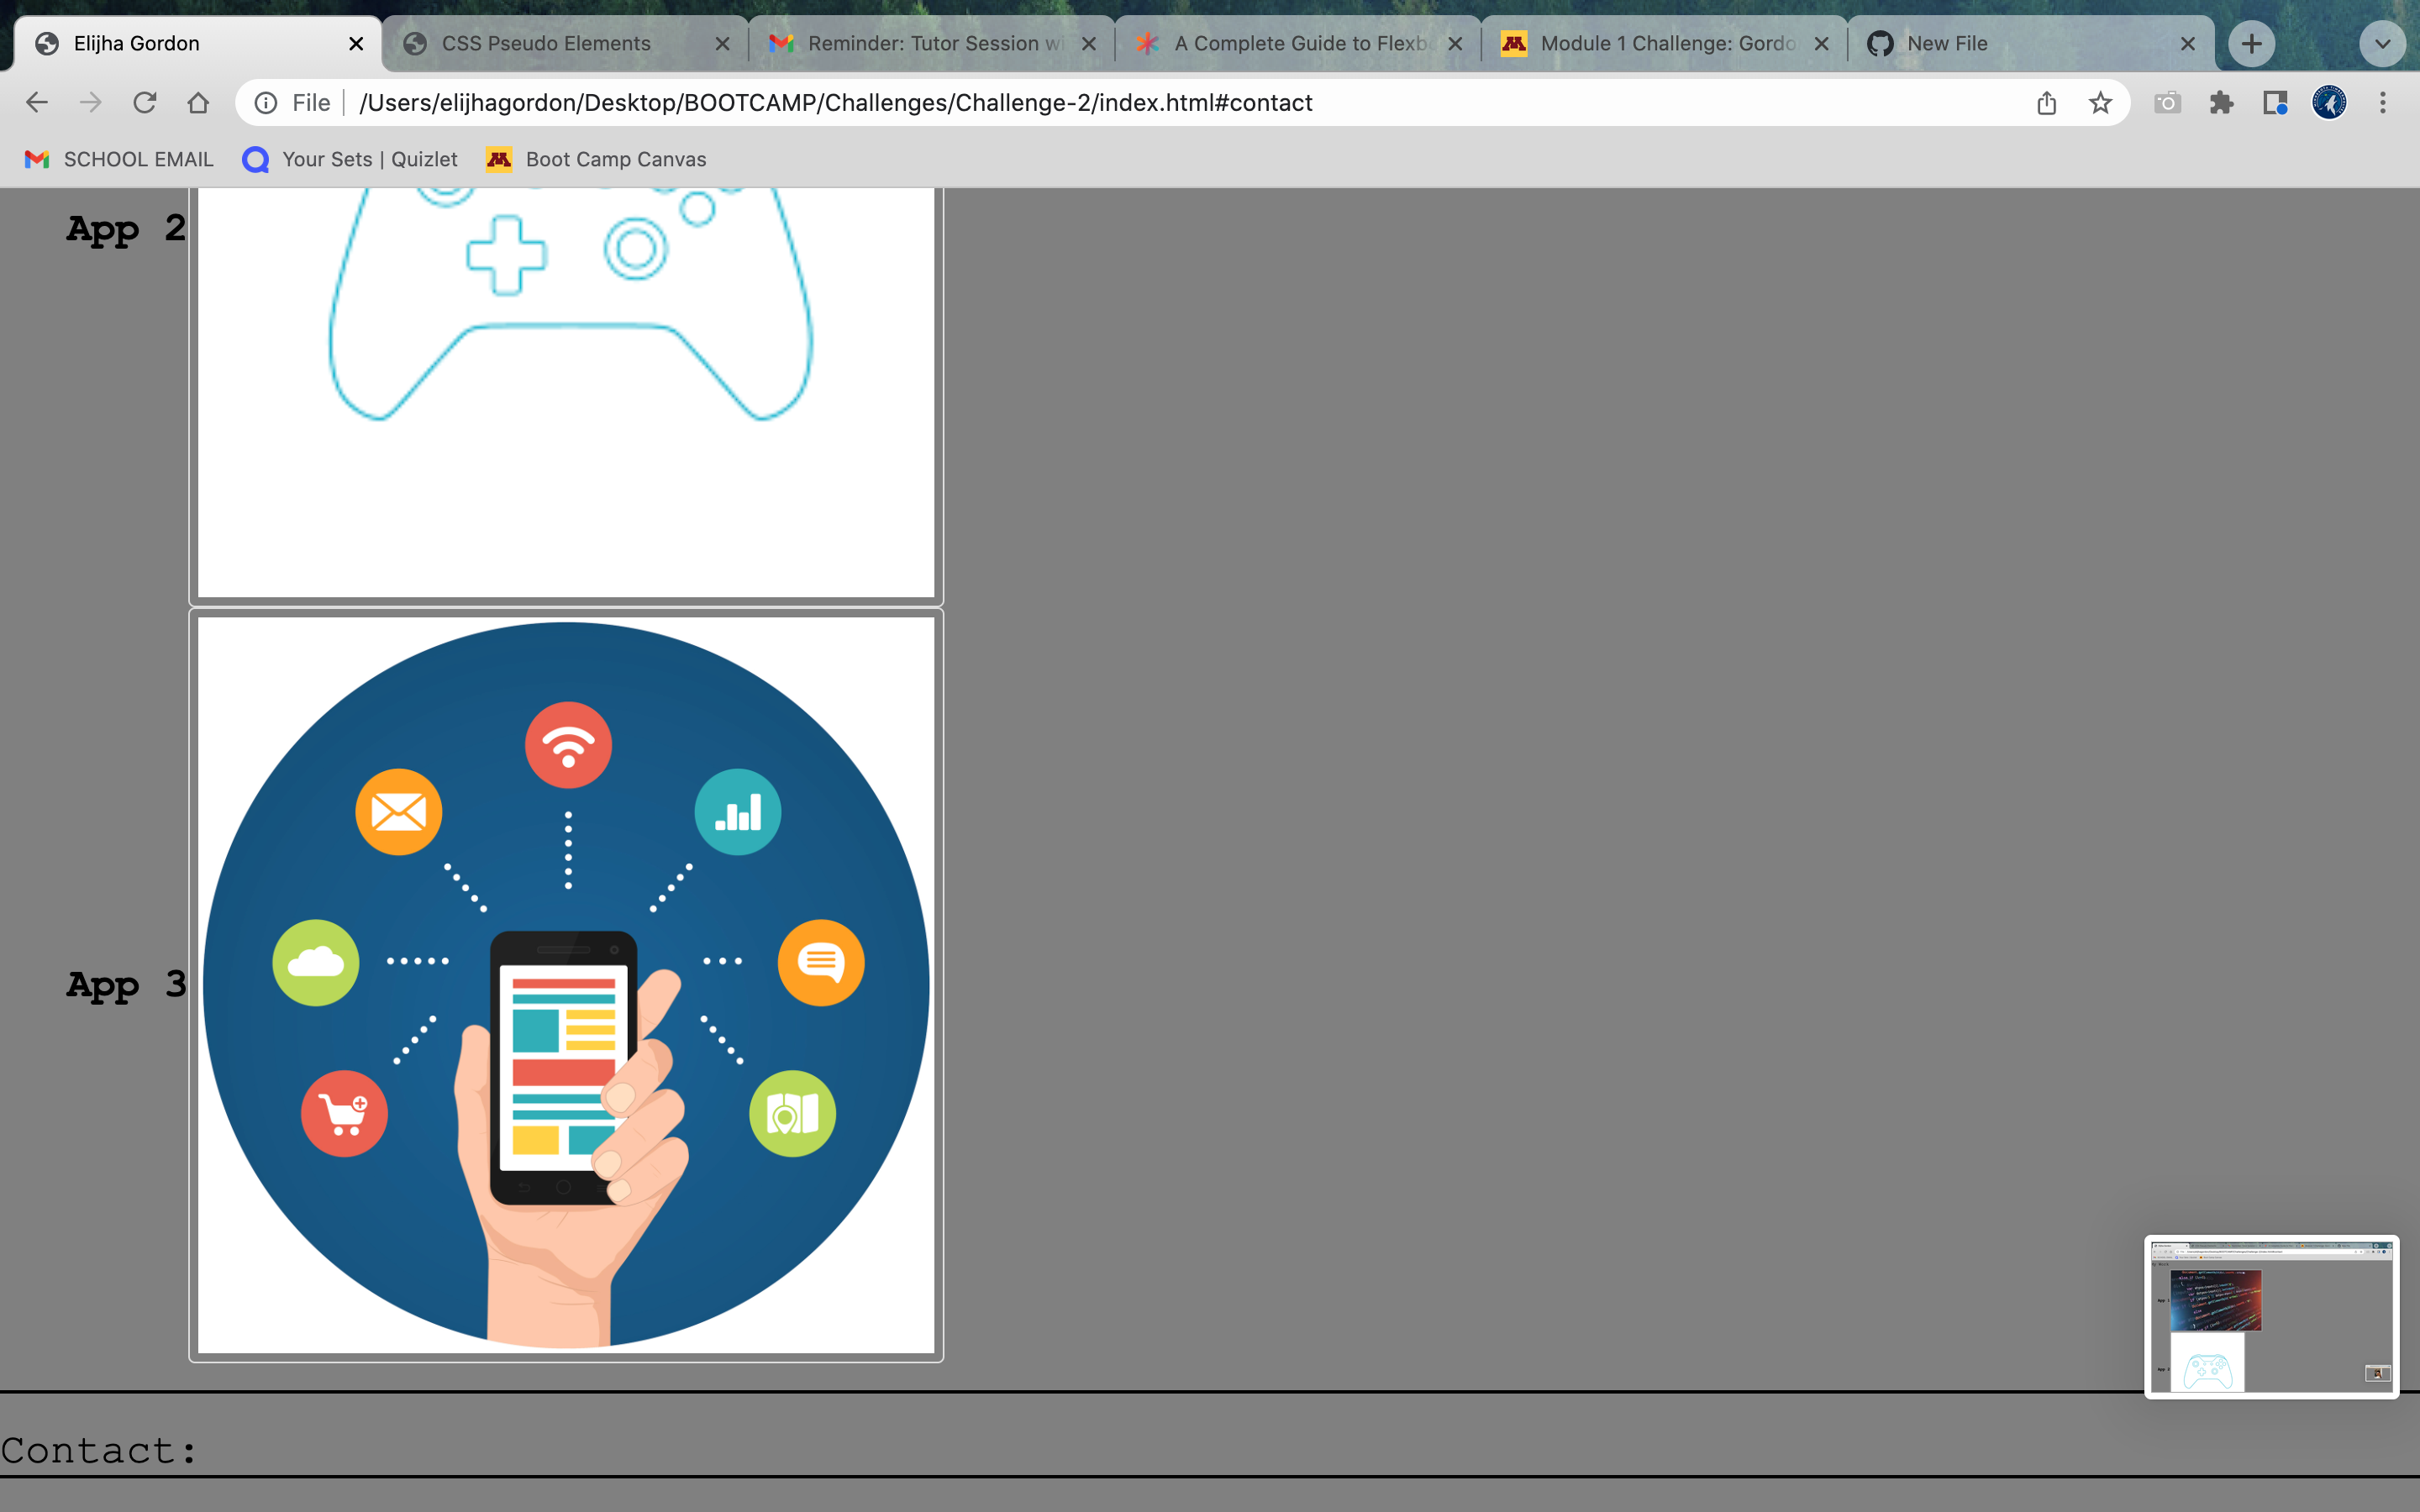 Elijha Gordon
CSS Pseudo Elements
Reminder: Tutor Session wi
A Complete Guide to Flexb
Module 1 Challenge: Gordo
New File
File
/Users/elijhagordon/Desktop/BOOTCAMP/Challenges/Challenge-2/index.html#contact
SCHOOL EMAIL
Your Sets | Quizlet
Boot Camp Canvas
App 2
App 3
Contact: